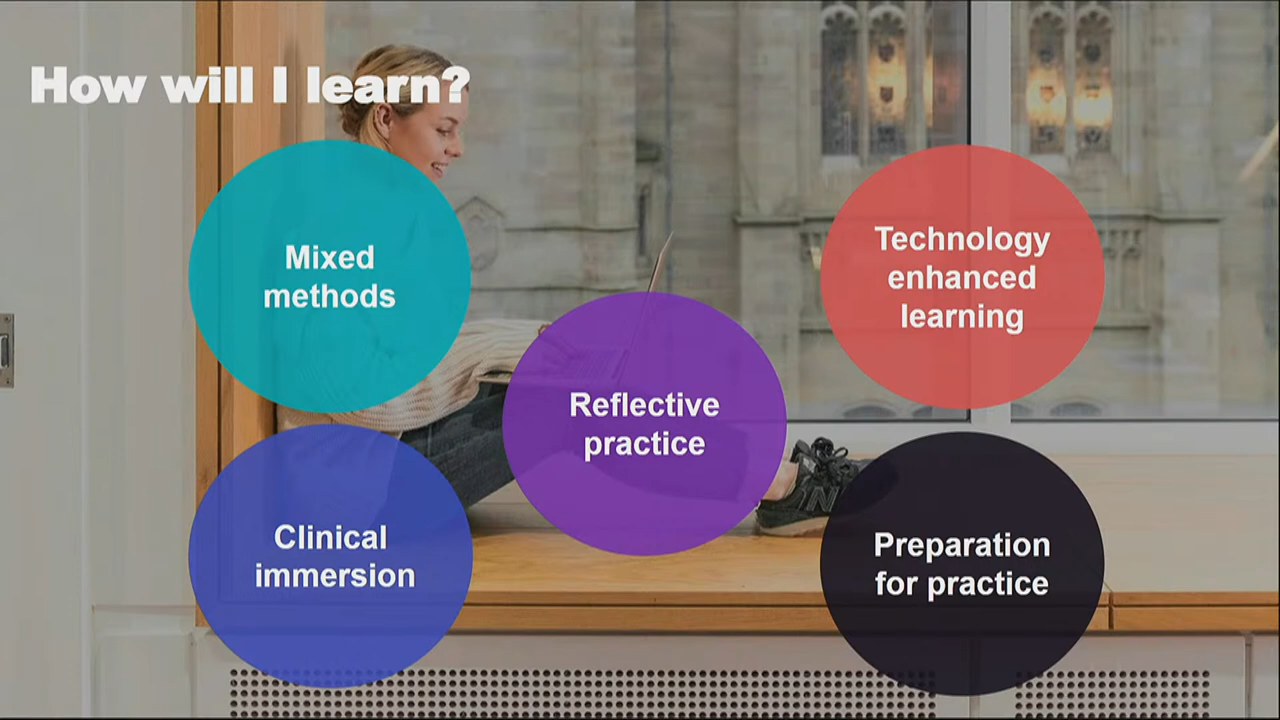 How will I learn?
Mixed
methods
Technology
enhanced
learning
Reflective
practice
Clinical
immersion
Preparation
for practice
N